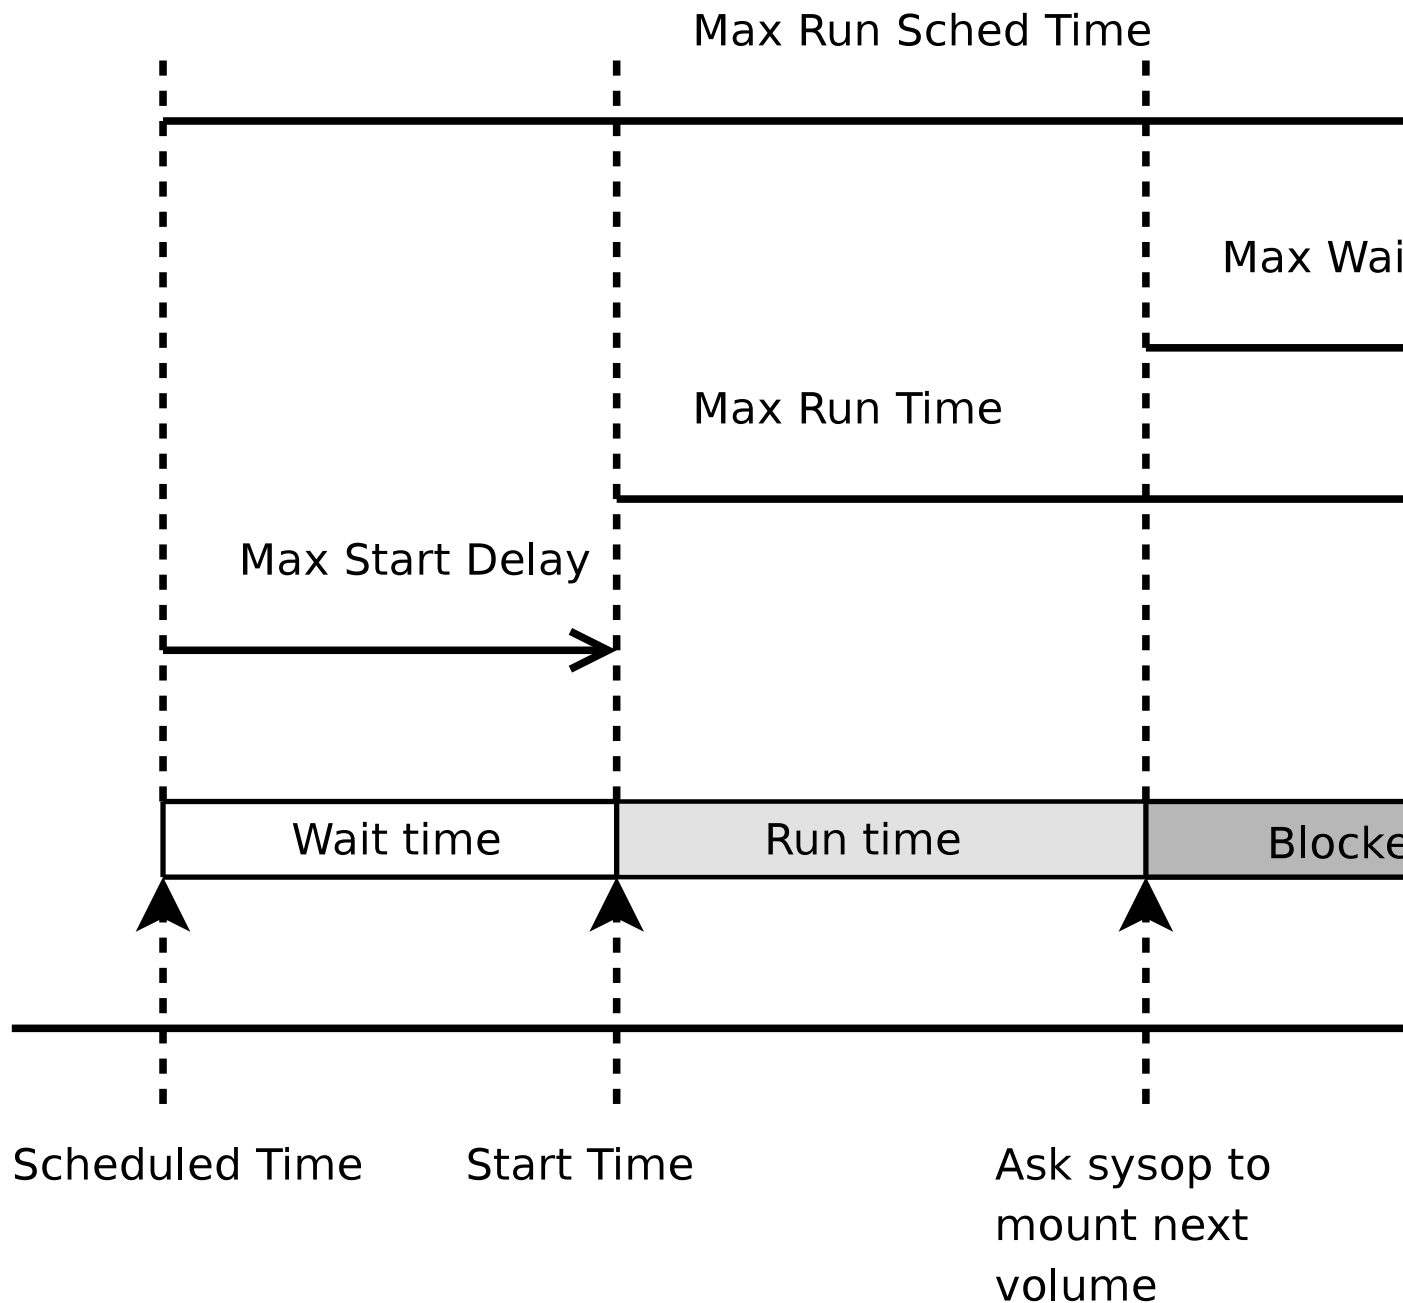 Max Run Sched Time
Max Wai
Max Run Time
Max Start Delay
Wait time
Run time
Blocke
Scheduled Time
Start Time
Ask sysop to
mount next
volume